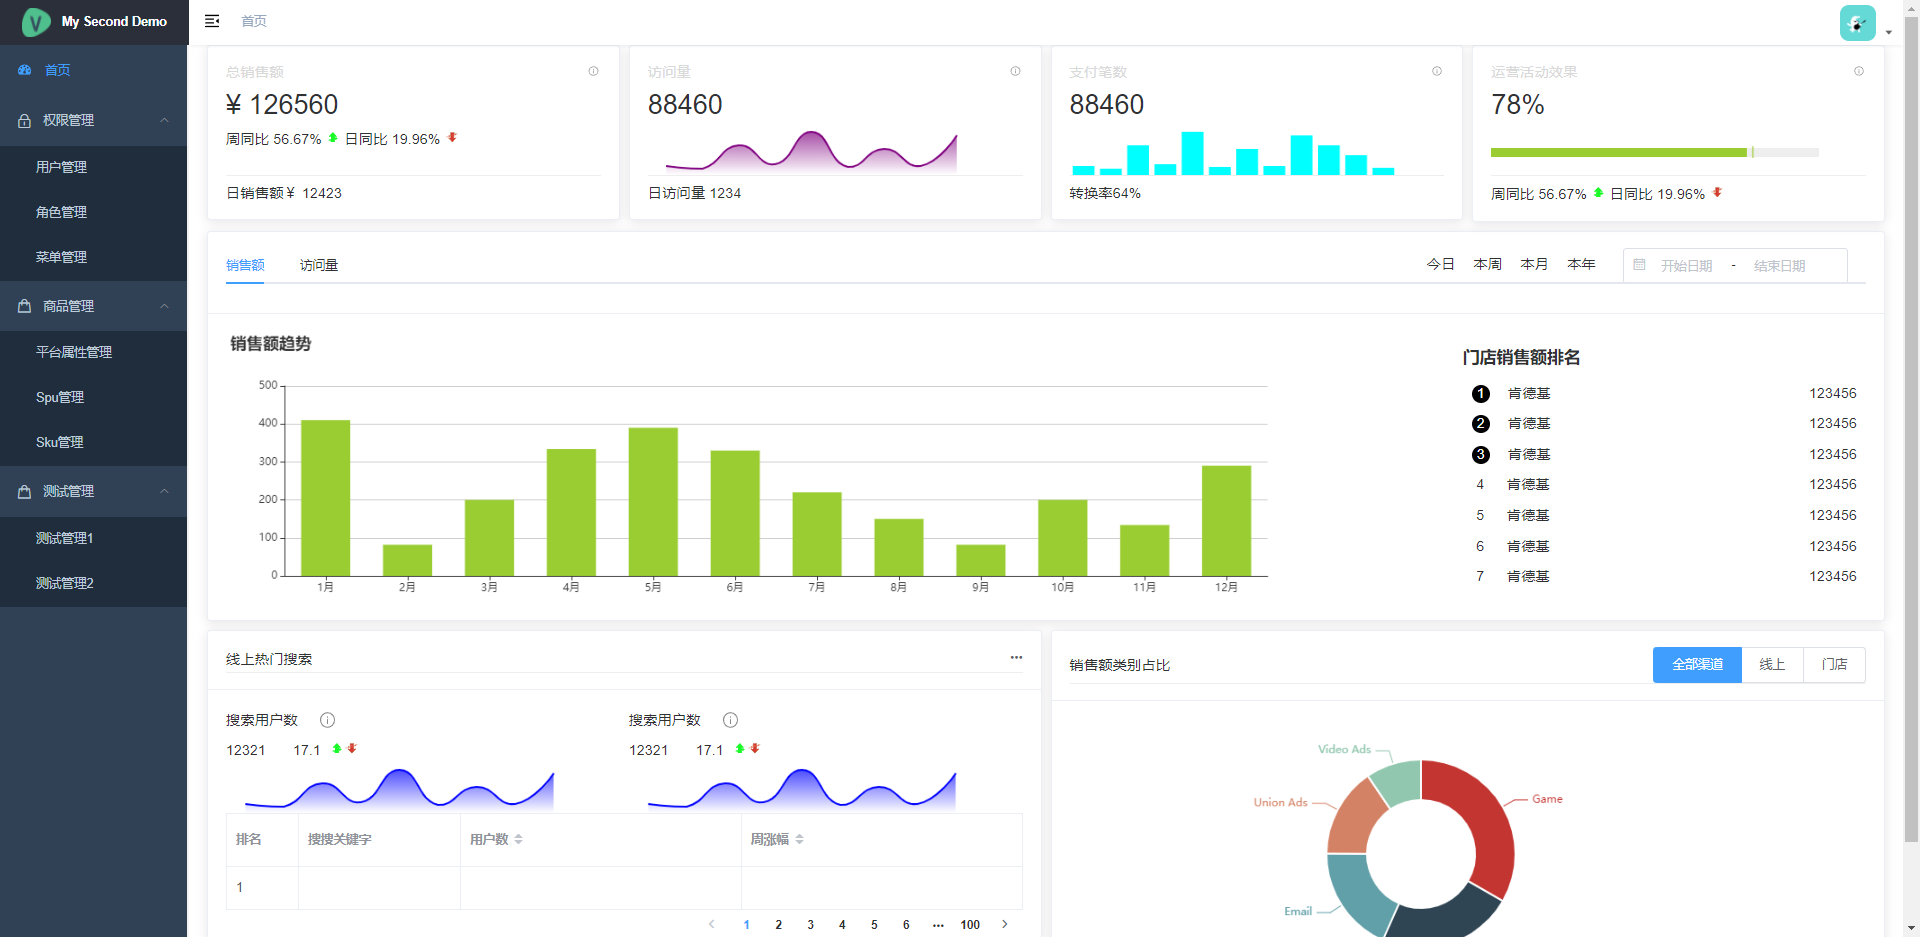 My Second Demo
首页
首页
权限管理
用户管理
角色管理
菜单管理
商品管理
平台属性管理
Spu管理
Sku管理
测试管理
测试管理1
测试管理2
总销售额
¥ 126560
周同比 56.67% 日同比 19.96%
日销售额¥ 12423
访问量
88460
日访问量 1234
支付笔数
88460
转换率64%
运营活动效果
78%
周同比 56.67% 日同比 19.96%
销售额 访问量
今日 本周 本月 本年 开始日期 - 结束日期
销售额趋势
500
400
300
200
100
0
1月 2月 3月 4月 5月 6月 7月 8月 9月 10月 11月 12月
门店销售额排名
1 肯德基 123456
2 肯德基 123456
3 肯德基 123456
4 肯德基 123456
5 肯德基 123456
6 肯德基 123456
7 肯德基 123456
线上热门搜索
搜索用户数
12321 17.1
搜索用户数
12321 17.1
排名 搜搜关键字 用户数 周涨幅
1
1 2 3 4 5 6 ··· 100
销售额类别占比
全部渠道 线上 门店
Video Ads
Union Ads
Game
Email